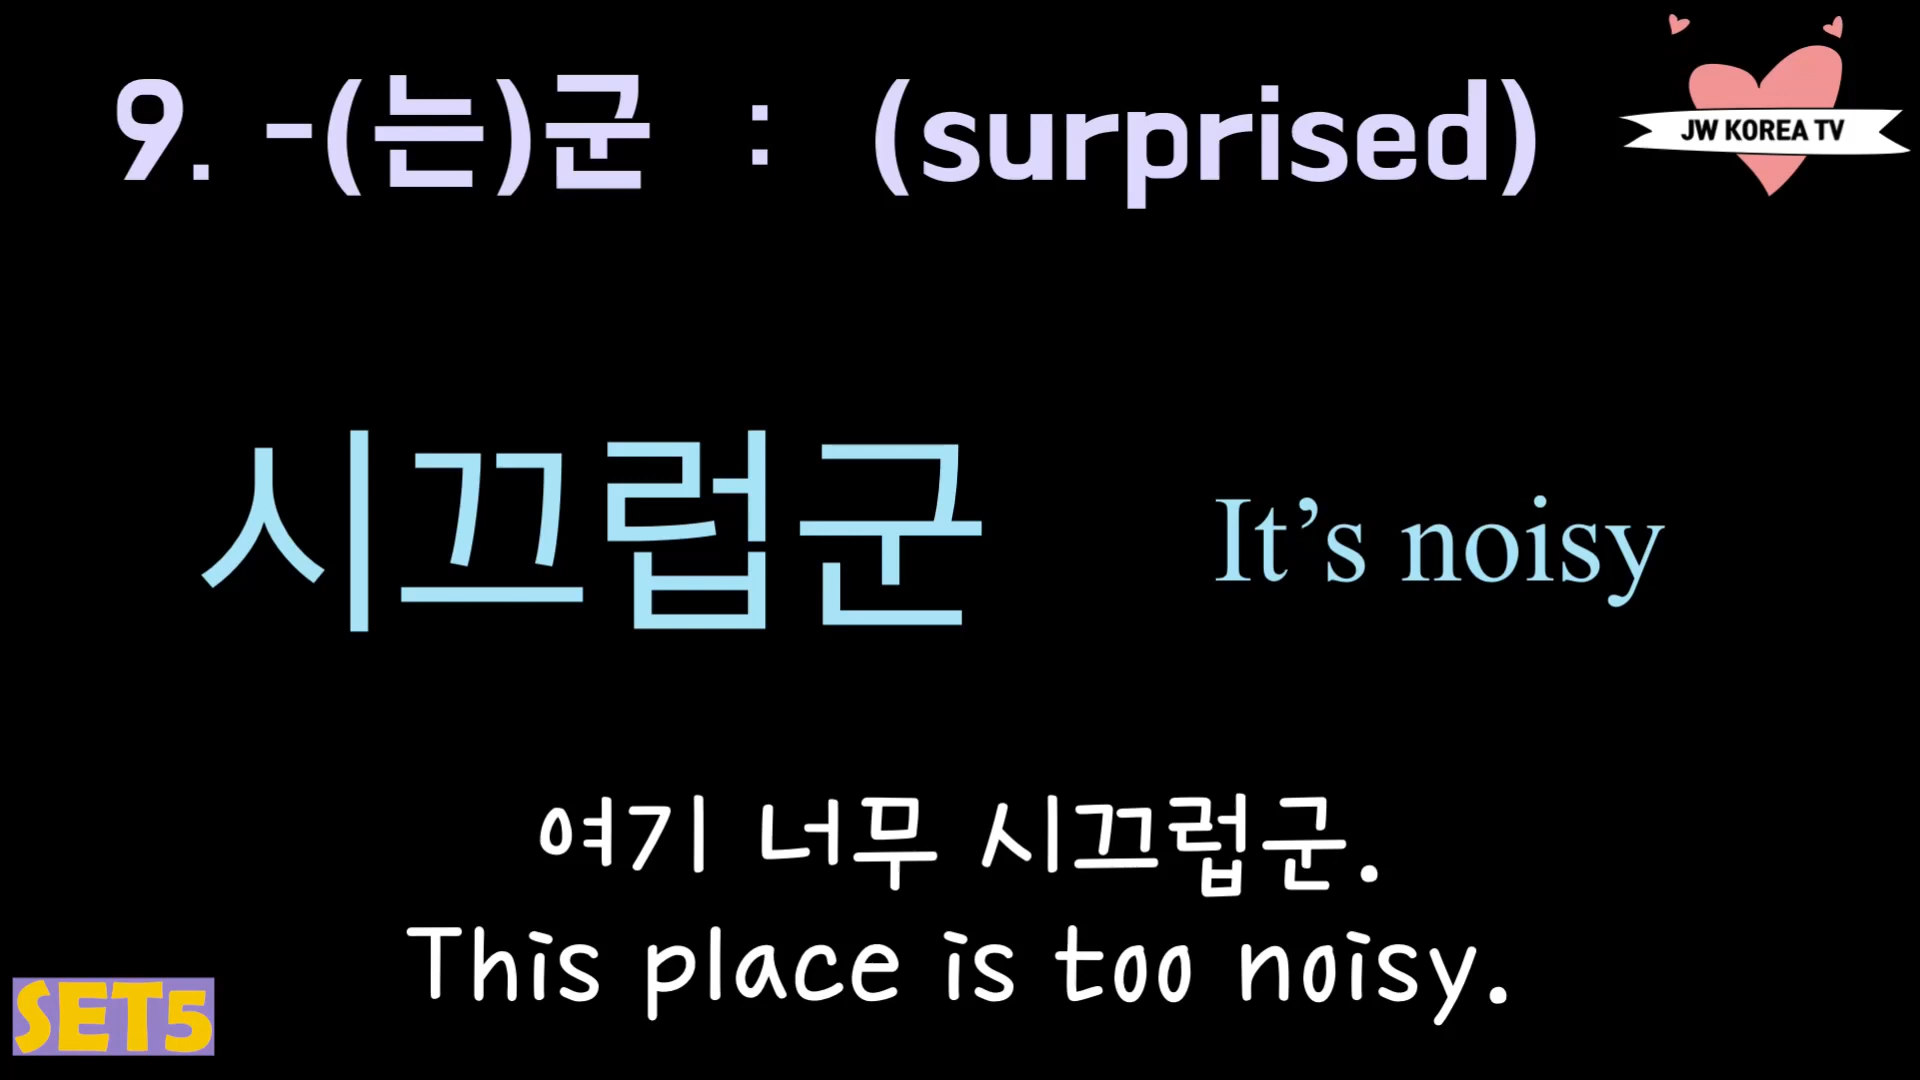 9. -(는)군 : (surprised)
JW KOREA TV
시끄럽군 It’s noisy
여기 너무 시끄럽군.
This place is too noisy.
SET5